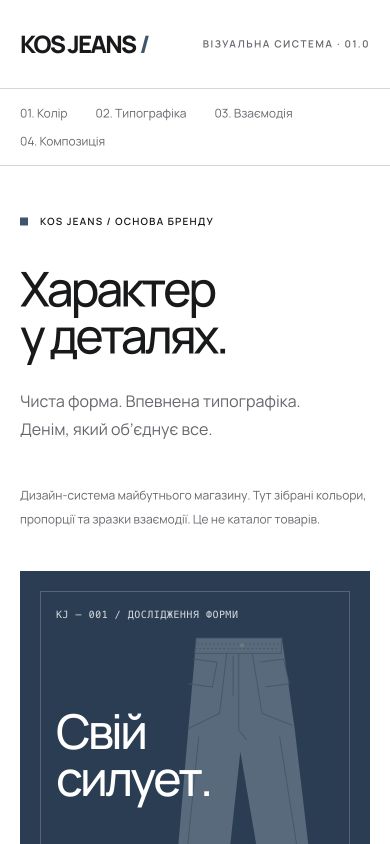 KOS JEANS /
ВІЗУАЛЬНА СИСТЕМА · 01.0
01. Колір
02. Типографіка
03. Взаємодія
04. Композиція
KOS JEANS / ОСНОВА БРЕНДУ
Характер
у деталях.
Чиста форма. Впевнена типографіка.
Денім, який об’єднує все.
Дизайн-система майбутнього магазину. Тут зібрані кольори,
пропорції та зразки взаємодії. Це не каталог товарів.
KJ — 001 / ДОСЛІДЖЕННЯ ФОРМИ
Свій
силует.